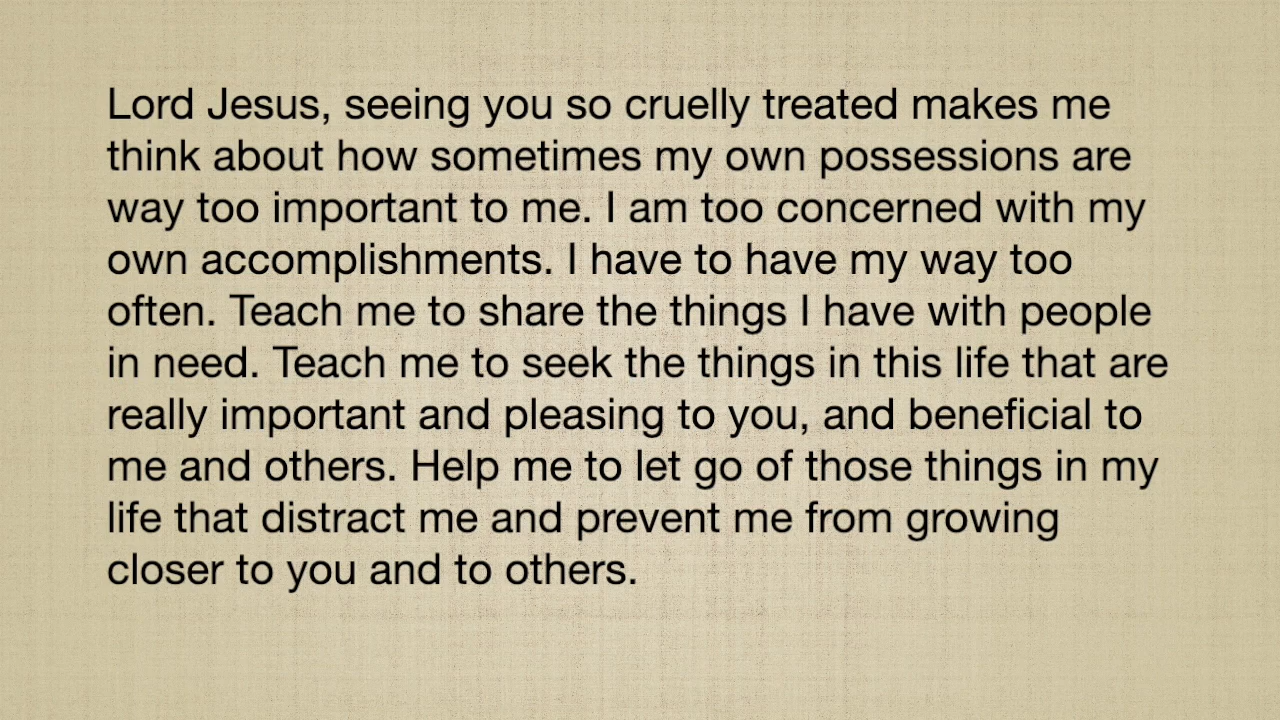 Lord Jesus, seeing you so cruelly treated makes me
think about how sometimes my own possessions are
way too important to me. I am too concerned with my
own accomplishments. I have to have my way too
often. Teach me to share the things I have with people
in need. Teach me to seek the things in this life that are
really important and pleasing to you, and beneficial to
me and others. Help me to let go of those things in my
life that distract me and prevent me from growing
closer to you and to others.